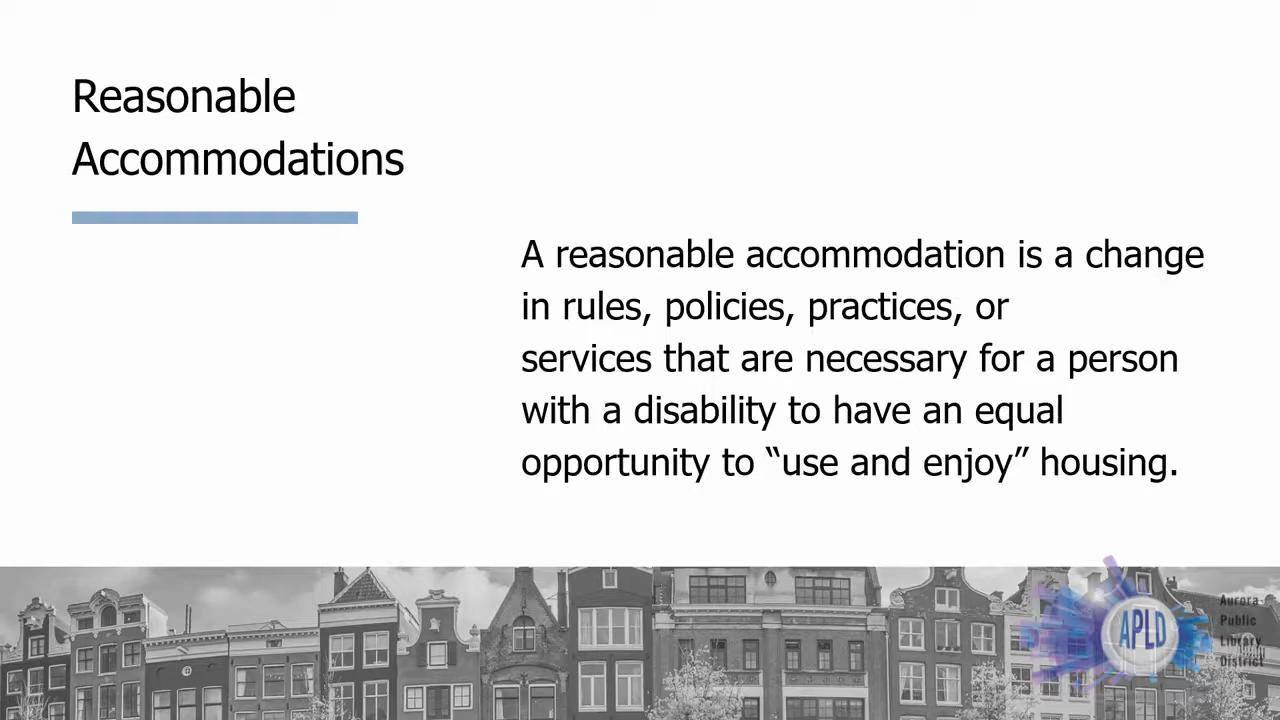 Reasonable
Accommodations
A reasonable accommodation is a change
in rules, policies, practices, or
services that are necessary for a person
with a disability to have an equal
opportunity to “use and enjoy” housing.
APLD
Aurora
Public
Library
District